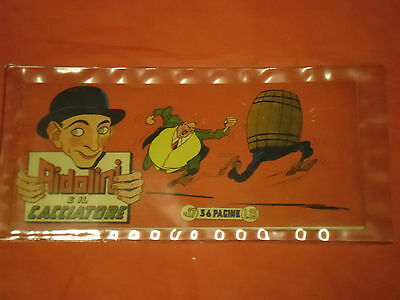 Ridolini
E IL
CACCIATORE
36 PAGINE